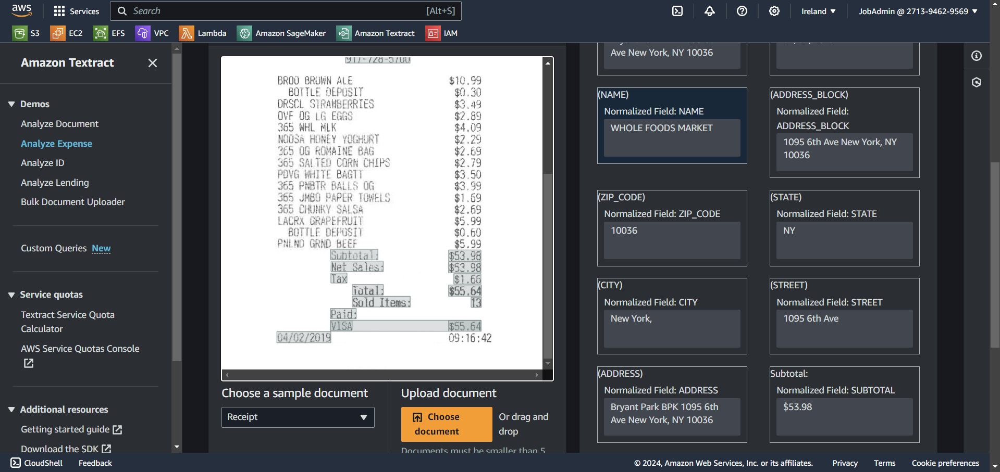 aws
Services
Search
[Alt+S]
Ireland
JobAdmin @ 2713-9462-9569
S3
EC2
EFS
VPC
Lambda
Amazon SageMaker
Amazon Textract
IAM
Amazon Textract
Demos
Analyze Document
Analyze Expense
Analyze ID
Analyze Lending
Bulk Document Uploader
Custom Queries New
Service quotas
Textract Service Quota
Calculator
AWS Service Quotas Console
Additional resources
Getting started guide
Download the SDK
917-728-5700
BROO BROWN ALE $10.99
BOTTLE DEPOSIT $0.30
DRSCL STRAWBERRIES $3.49
OVF OG LG EGGS $2.89
365 WHL MLK $4.09
NOOSA HONEY YOGHURT $2.29
365 OG ROMAINE BAG $2.69
365 SALTED CORN CHIPS $2.79
PDVG WHITE BAGTT $3.50
365 PNBTR BALLS OG $3.99
365 JMBO PAPER TOWELS $1.69
365 CHUNKY SALSA $2.69
LACRX GRAPEFRUIT $5.99
BOTTLE DEPOSIT $0.60
PNLND GRND BEEF $5.99
Subtotal: $53.98
Net Sales: $53.98
Tax $1.66
Total: $55.64
Sold Items: 13
Paid:
VISA $55.64
04/02/2019 09:16:42
Choose a sample document
Receipt
Upload document
Choose
document
Or drag and
drop
Documents must be smaller than 5
Ave New York, NY 10036
(NAME)
Normalized Field: NAME
WHOLE FOODS MARKET
(ADDRESS_BLOCK)
Normalized Field:
ADDRESS_BLOCK
1095 6th Ave New York, NY
10036
(ZIP_CODE)
Normalized Field: ZIP_CODE
10036
(STATE)
Normalized Field: STATE
NY
(CITY)
Normalized Field: CITY
New York,
(STREET)
Normalized Field: STREET
1095 6th Ave
(ADDRESS)
Normalized Field: ADDRESS
Bryant Park BPK 1095 6th
Ave New York, NY 10036
Subtotal:
Normalized Field: SUBTOTAL
$53.98
CloudShell
Feedback
© 2024, Amazon Web Services, Inc. or its affiliates.
Privacy
Terms
Cookie preferences